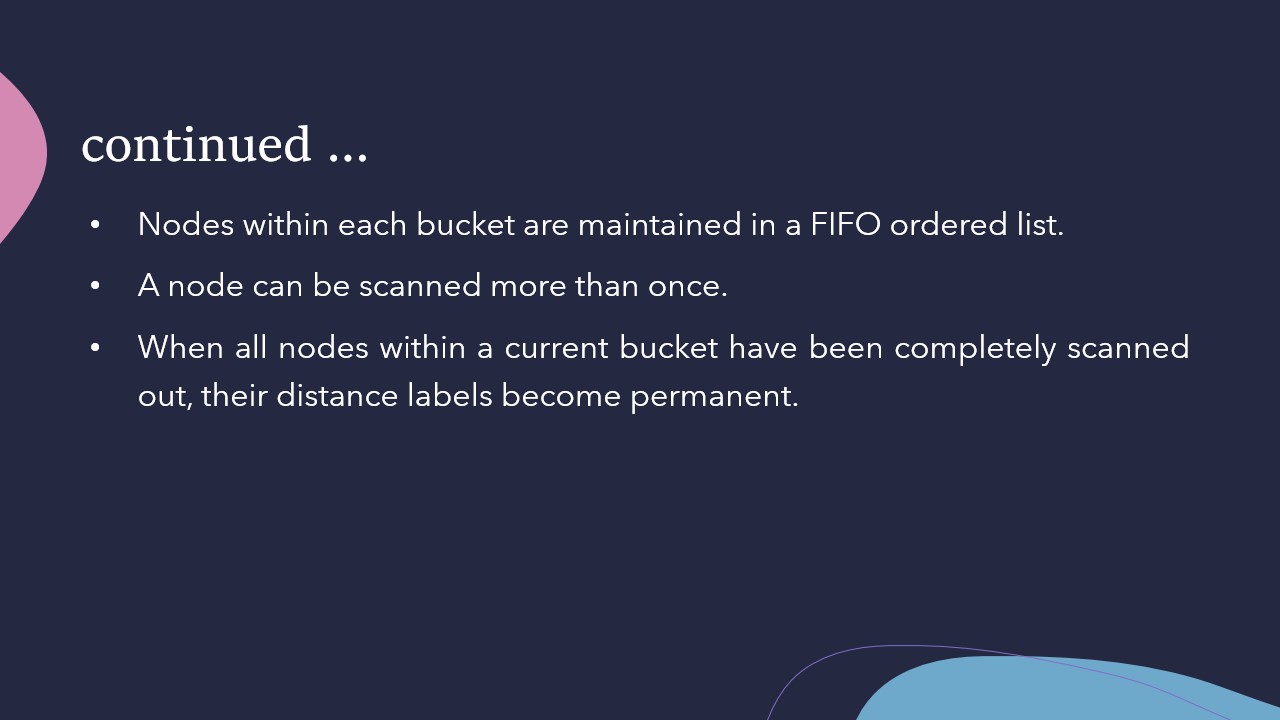 continued ...
• Nodes within each bucket are maintained in a FIFO ordered list.
• A node can be scanned more than once.
• When all nodes within a current bucket have been completely scanned
out, their distance labels become permanent.